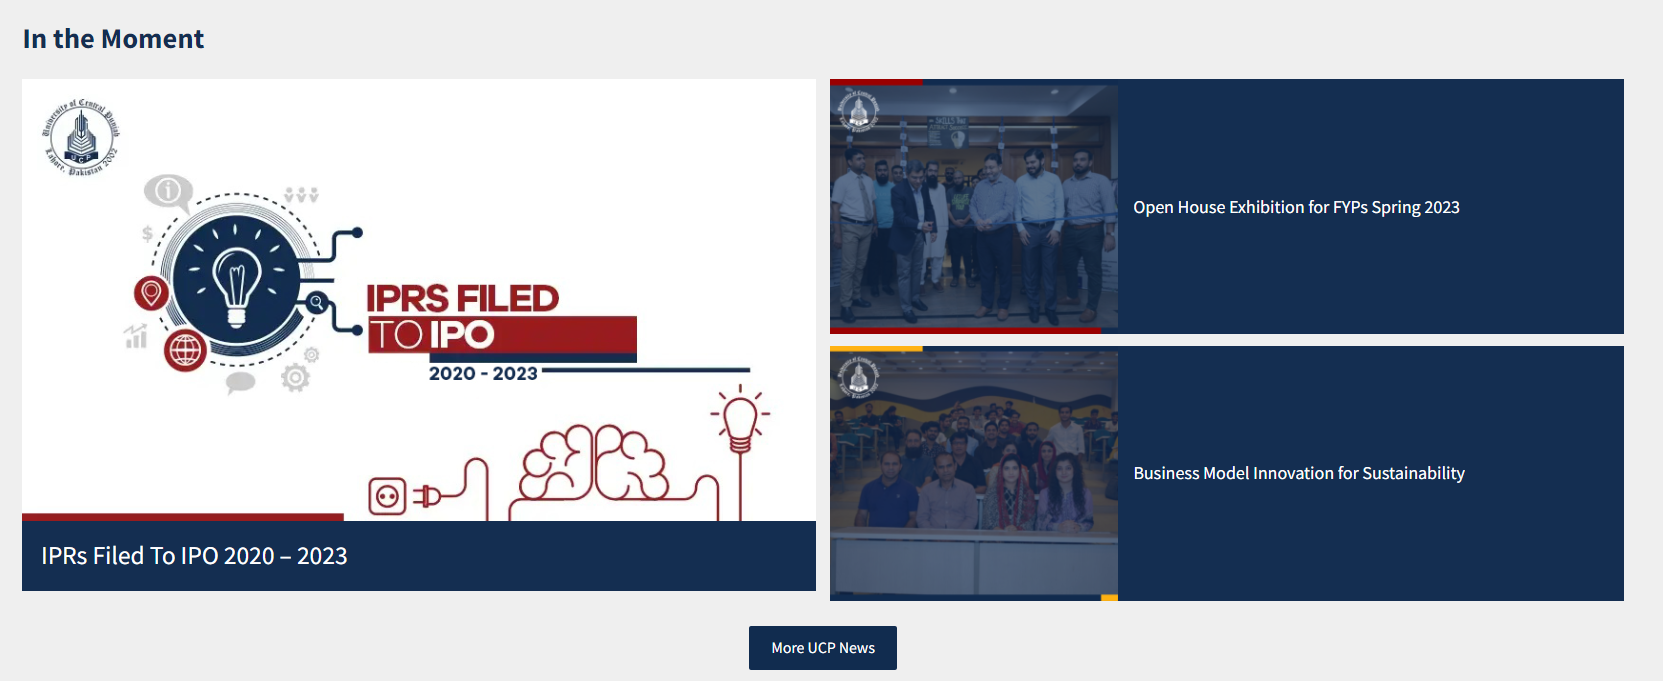 In the Moment
University of Central Punjab
UCP
Lahore, Pakistan 2002
IPRS FILED
TO IPO
2020 - 2023
IPRs Filed To IPO 2020 – 2023
Open House Exhibition for FYPs Spring 2023
Business Model Innovation for Sustainability
More UCP News